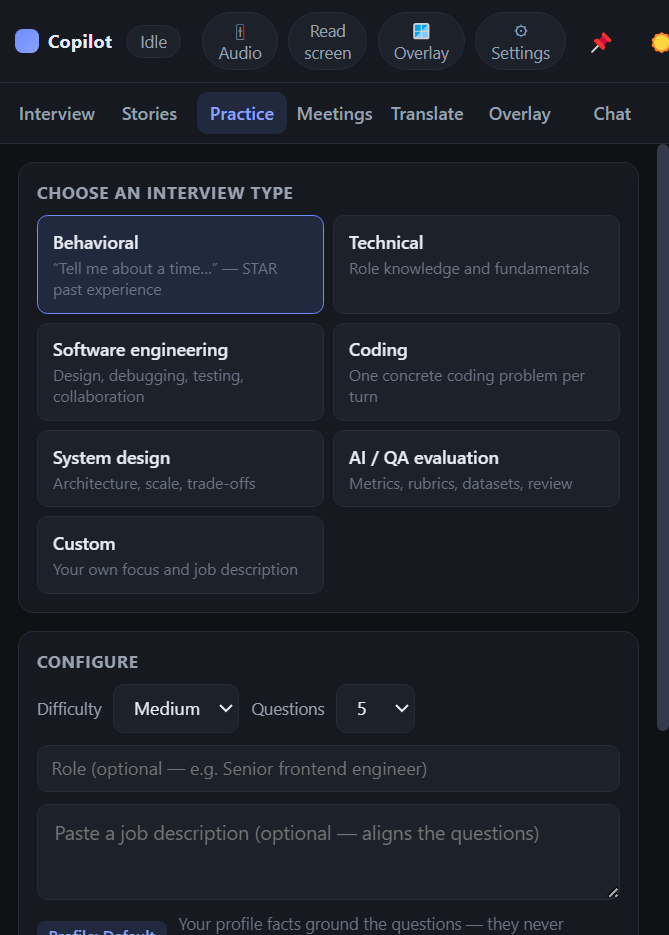 Copilot
Idle
Audio
Read
screen
Overlay
Settings
Interview
Stories
Practice
Meetings
Translate
Overlay
Chat
CHOOSE AN INTERVIEW TYPE
Behavioral
“Tell me about a time…” — STAR
past experience
Technical
Role knowledge and fundamentals
Software engineering
Design, debugging, testing,
collaboration
Coding
One concrete coding problem per
turn
System design
Architecture, scale, trade-offs
AI / QA evaluation
Metrics, rubrics, datasets, review
Custom
Your own focus and job description
CONFIGURE
Difficulty
Medium
Questions
5
Role (optional — e.g. Senior frontend engineer)
Paste a job description (optional — aligns the questions)
Profile: Default
Your profile facts ground the questions — they never